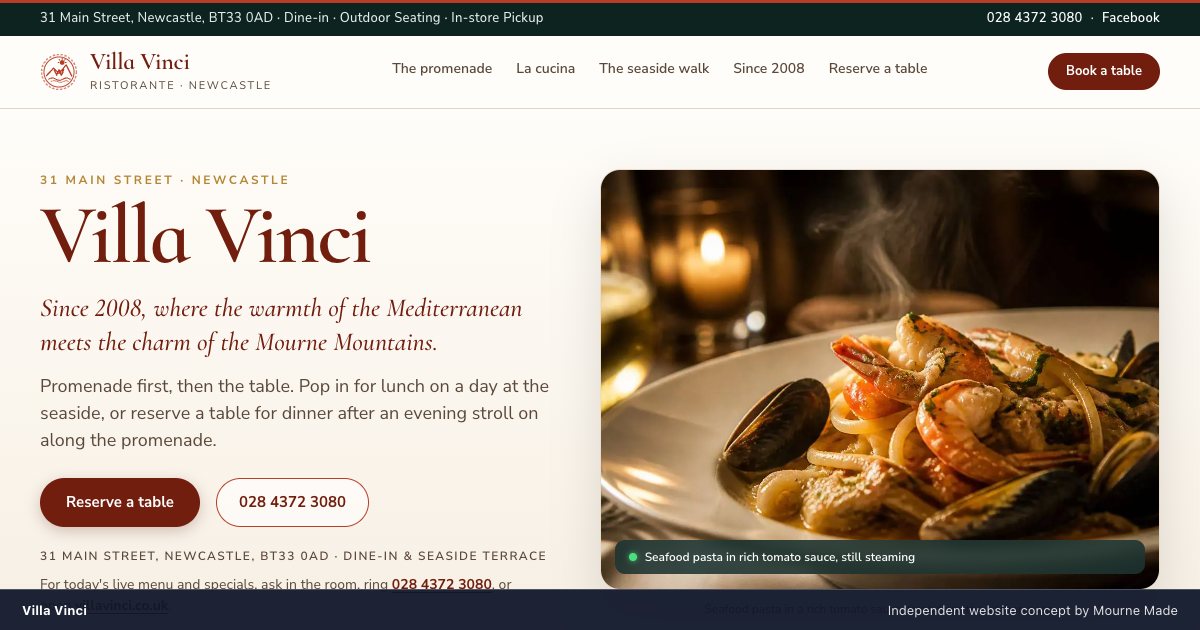 31 Main Street, Newcastle, BT33 0AD · Dine-in · Outdoor Seating · In-store Pickup
028 4372 3080 · Facebook
Villa Vinci
RISTORANTE · NEWCASTLE
The promenade
La cucina
The seaside walk
Since 2008
Reserve a table
Book a table
31 MAIN STREET · NEWCASTLE
Villa Vinci
Since 2008, where the warmth of the Mediterranean
meets the charm of the Mourne Mountains.
Promenade first, then the table. Pop in for lunch on a day at the
seaside, or reserve a table for dinner after an evening stroll on
along the promenade.
Reserve a table
028 4372 3080
31 MAIN STREET, NEWCASTLE, BT33 0AD · DINE-IN & SEASIDE TERRACE
For today's live menu and specials, ask in the room, ring 028 4372 3080, or
Seafood pasta in rich tomato sauce, still steaming
Seafood pasta in a rich tomato
Villa Vinci
Independent website concept by Mourne Made